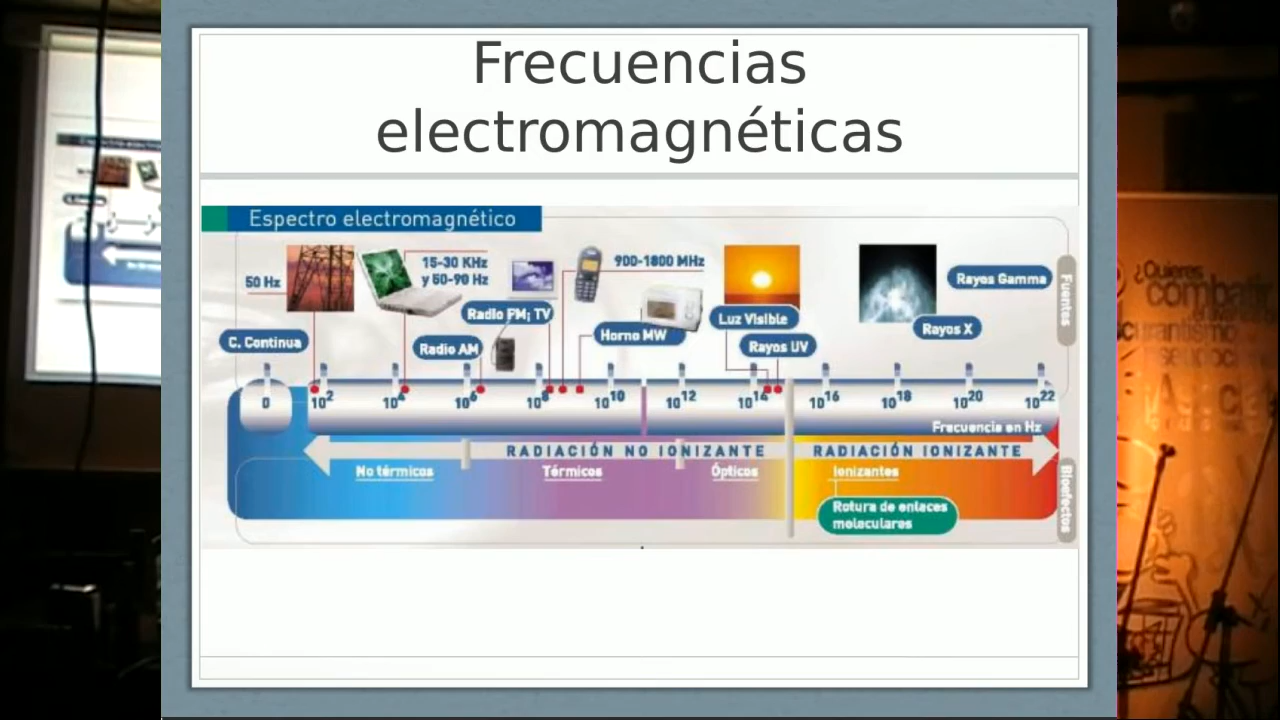 Frecuencias
electromagnéticas
Espectro electromagnético
50 Hz
15-30 KHz
y 50-90 Hz
900-1800 MHz
Rayos Gamma
Fuentes
Radio FM; TV
Luz Visible
Rayos X
C. Continua
Radio AM
Horno MW
Rayos UV
0 10² 10⁴ 10⁶ 10⁸ 10¹⁰ 10¹² 10¹⁴ 10¹⁶ 10¹⁸ 10²⁰ 10²²
Frecuencia en Hz
RADIACIÓN NO IONIZANTE RADIACIÓN IONIZANTE
No térmicos Térmicos Ópticos Ionizantes
Rotura de enlaces
moleculares
Bioefectos
¿Quieres